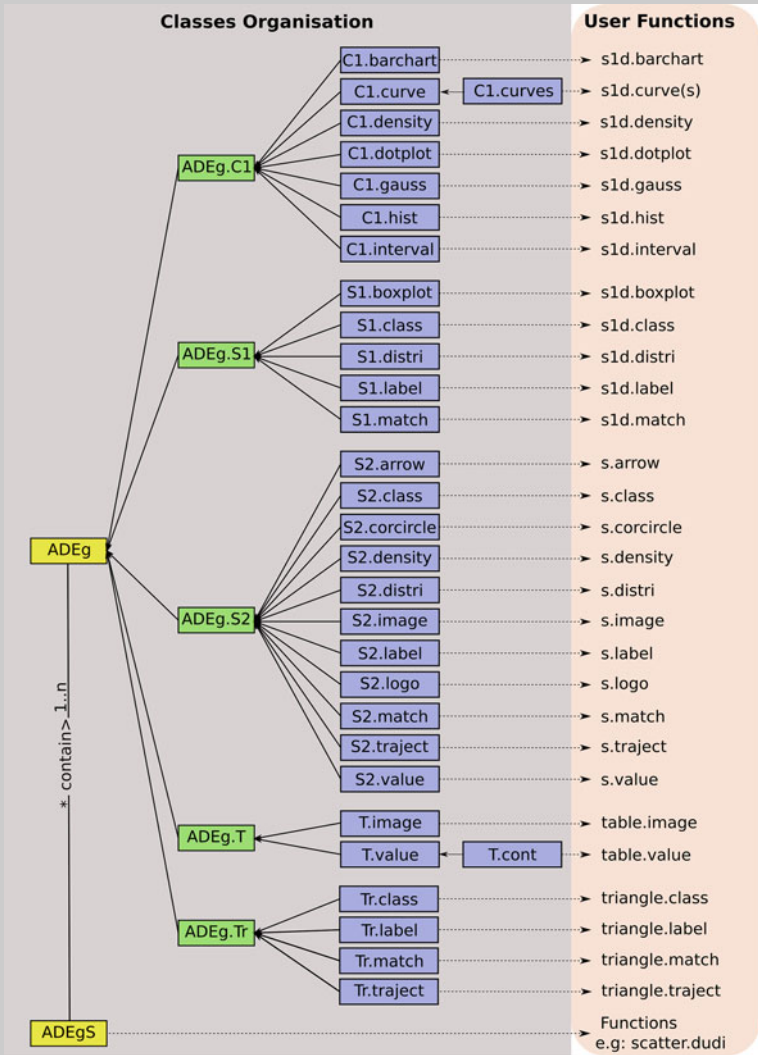 Classes Organisation User Functions
C1.barchart s1d.barchart
C1.curve C1.curves s1d.curve(s)
C1.density s1d.density
C1.dotplot s1d.dotplot
ADEg.C1
C1.gauss s1d.gauss
C1.hist s1d.hist
C1.interval s1d.interval
S1.boxplot s1d.boxplot
S1.class s1d.class
ADEg.S1 S1.distri s1d.distri
S1.label s1d.label
S1.match s1d.match
S2.arrow s.arrow
S2.class s.class
S2.corcircle s.corcircle
ADEg
S2.density s.density
S2.distri s.distri
ADEg.S2 S2.image s.image
S2.label s.label
S2.logo s.logo
S2.match s.match
S2.traject s.traject
* contain> 1..n
S2.value s.value
T.image table.image
ADEg.T
T.value T.cont table.value
Tr.class triangle.class
ADEg.Tr Tr.label triangle.label
Tr.match triangle.match
Tr.traject triangle.traject
ADEgS Functions
e.g: scatter.dudi